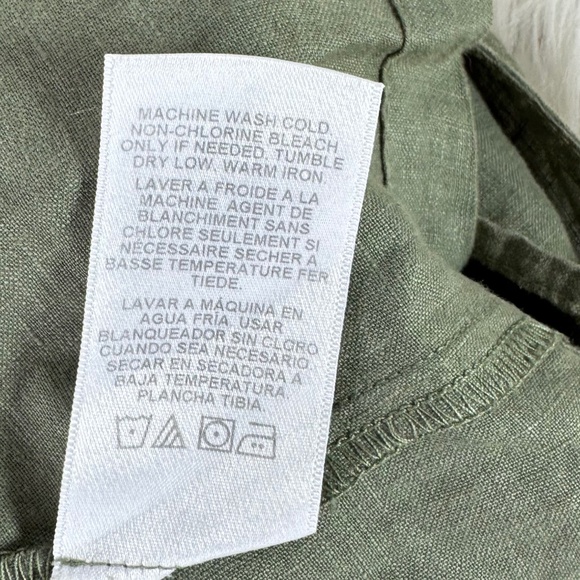 MACHINE WASH COLD
NON-CHLORINE BLEACH
ONLY IF NEEDED. TUMBLE
DRY LOW. WARM IRON.
LAVER A FROIDE A LA
MACHINE AGENT DE
BLANCHIMENT SANS
CHLORE SEULEMENT SI
NÉCESSAIRE SECHER A
BASSE TEMPERATURE FER
TIEDE.
LAVAR A MÁQUINA EN
AGUA FRÍA. USAR
BLANQUEADOR SIN CLORO
CUANDO SEA NECESARIO.
SECAR EN SECADORA A
BAJA TEMPERATURA.
PLANCHA TIBIA